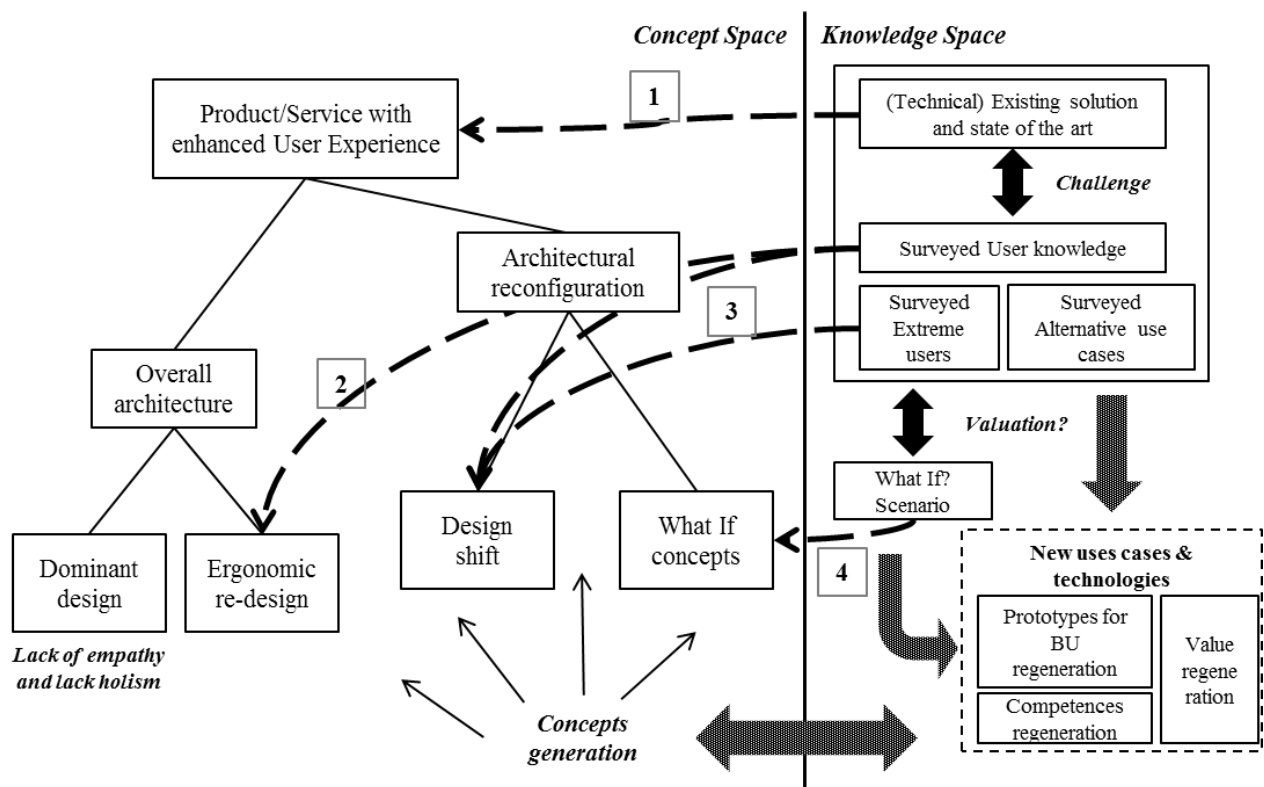 Concept Space
Knowledge Space
1
Product/Service with
enhanced User Experience
(Technical) Existing solution
and state of the art
Challenge
Architectural
reconfiguration
Surveyed User knowledge
3
Surveyed
Extreme
users
Surveyed
Alternative use
cases
Overall
architecture
2
Valuation?
What If?
Scenario
Design
shift
What If
concepts
4
Dominant
design
Ergonomic
re-design
Lack of empathy
and lack holism
Concepts
generation
New uses cases &
technologies
Prototypes for
BU
regeneration
Competences
regeneration
Value
regene
ration